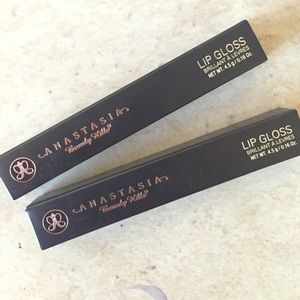 ANASTASIA
Beverly Hills®
LIP GLOSS
BRILLANT À LÈVRES
NET WT. 4.5 g / 0.16 Oz.
ANASTASIA
Beverly Hills®
LIP GLOSS
BRILLANT À LÈVRES
NET WT. 4.5 g / 0.16 Oz.